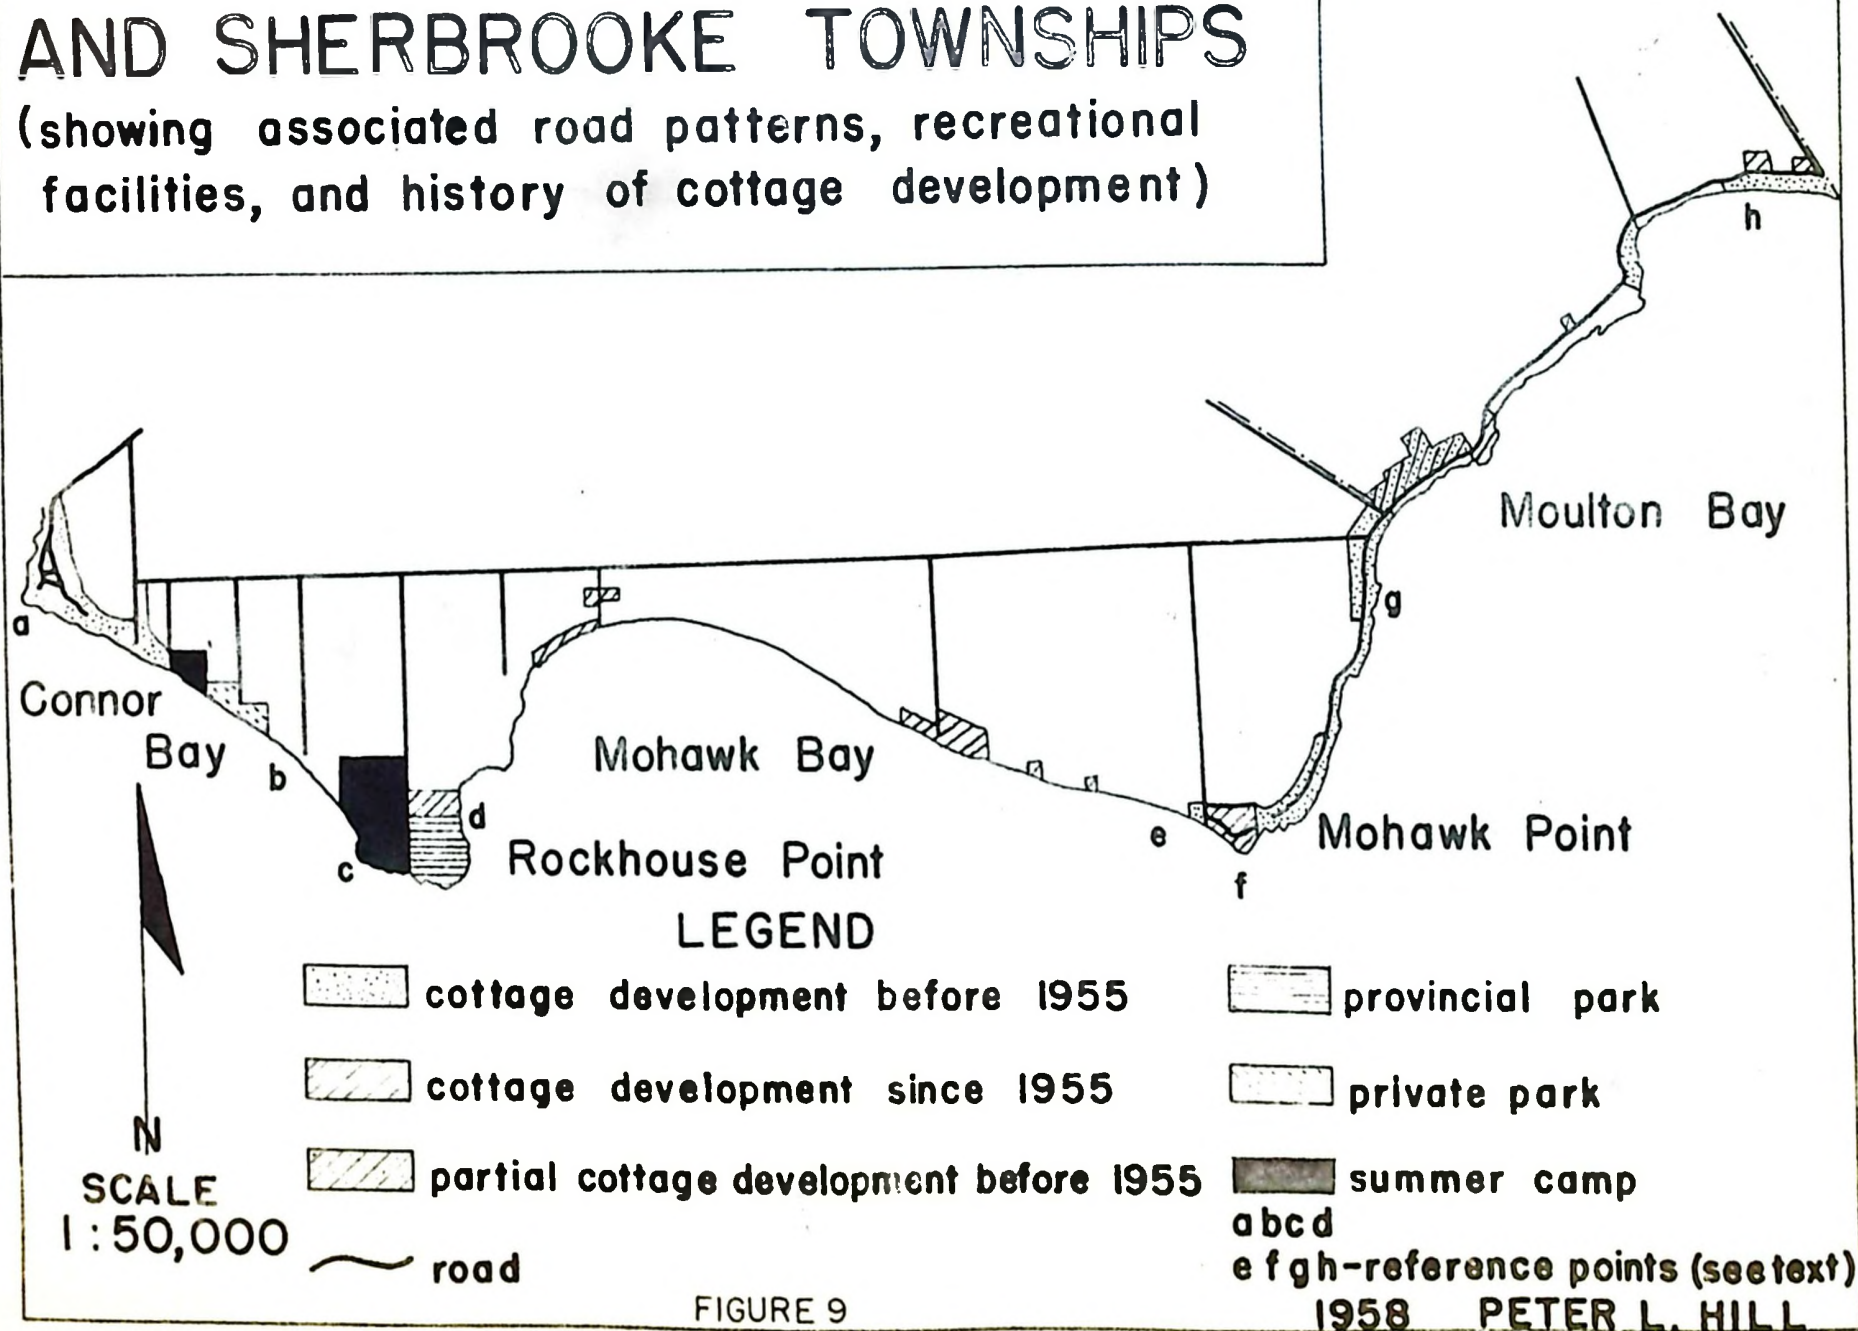 AND SHERBROOKE TOWNSHIPS
(showing associated road patterns, recreational
facilities, and history of cottage development)
h
Moulton Bay
g
a
Connor
Bay
b
Mohawk Bay
d
c
Rockhouse Point
e
Mohawk Point
f
LEGEND
cottage development before 1955
cottage development since 1955
partial cottage development before 1955
road
provincial park
private park
summer camp
abcd
efgh-reference points (see text)
N
SCALE
1:50,000
FIGURE 9
1958 PETER L. HILL